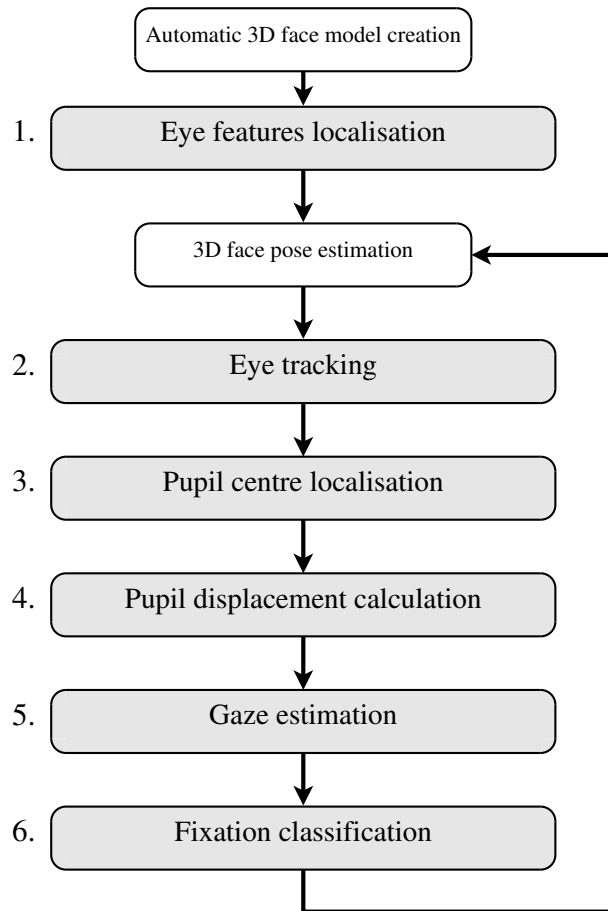 Automatic 3D face model creation
1. Eye features localisation
3D face pose estimation
2. Eye tracking
3. Pupil centre localisation
4. Pupil displacement calculation
5. Gaze estimation
6. Fixation classification